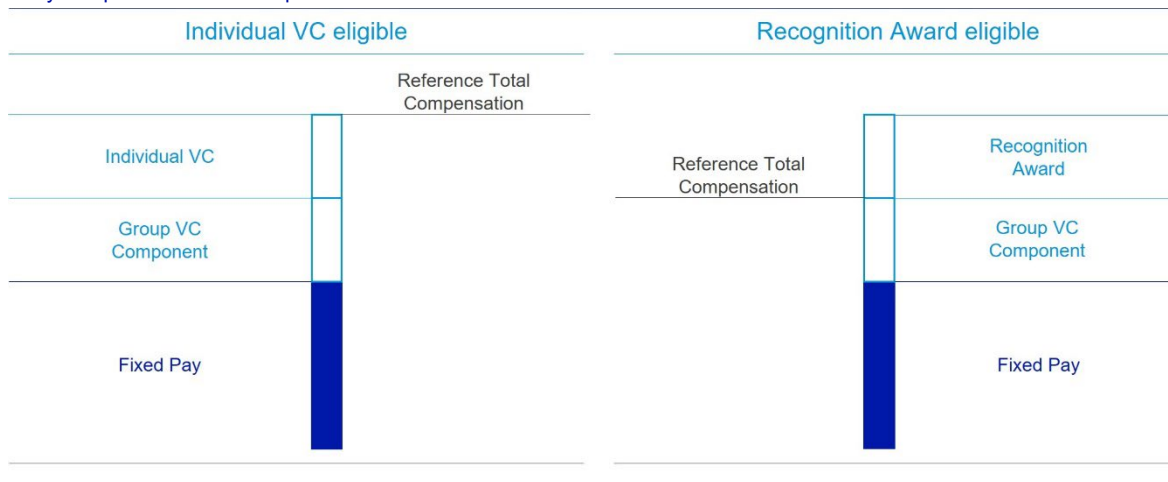 Individual VC eligible
Reference Total
Compensation
Individual VC
Group VC
Component
Fixed Pay
Recognition Award eligible
Reference Total
Compensation
Recognition
Award
Group VC
Component
Fixed Pay